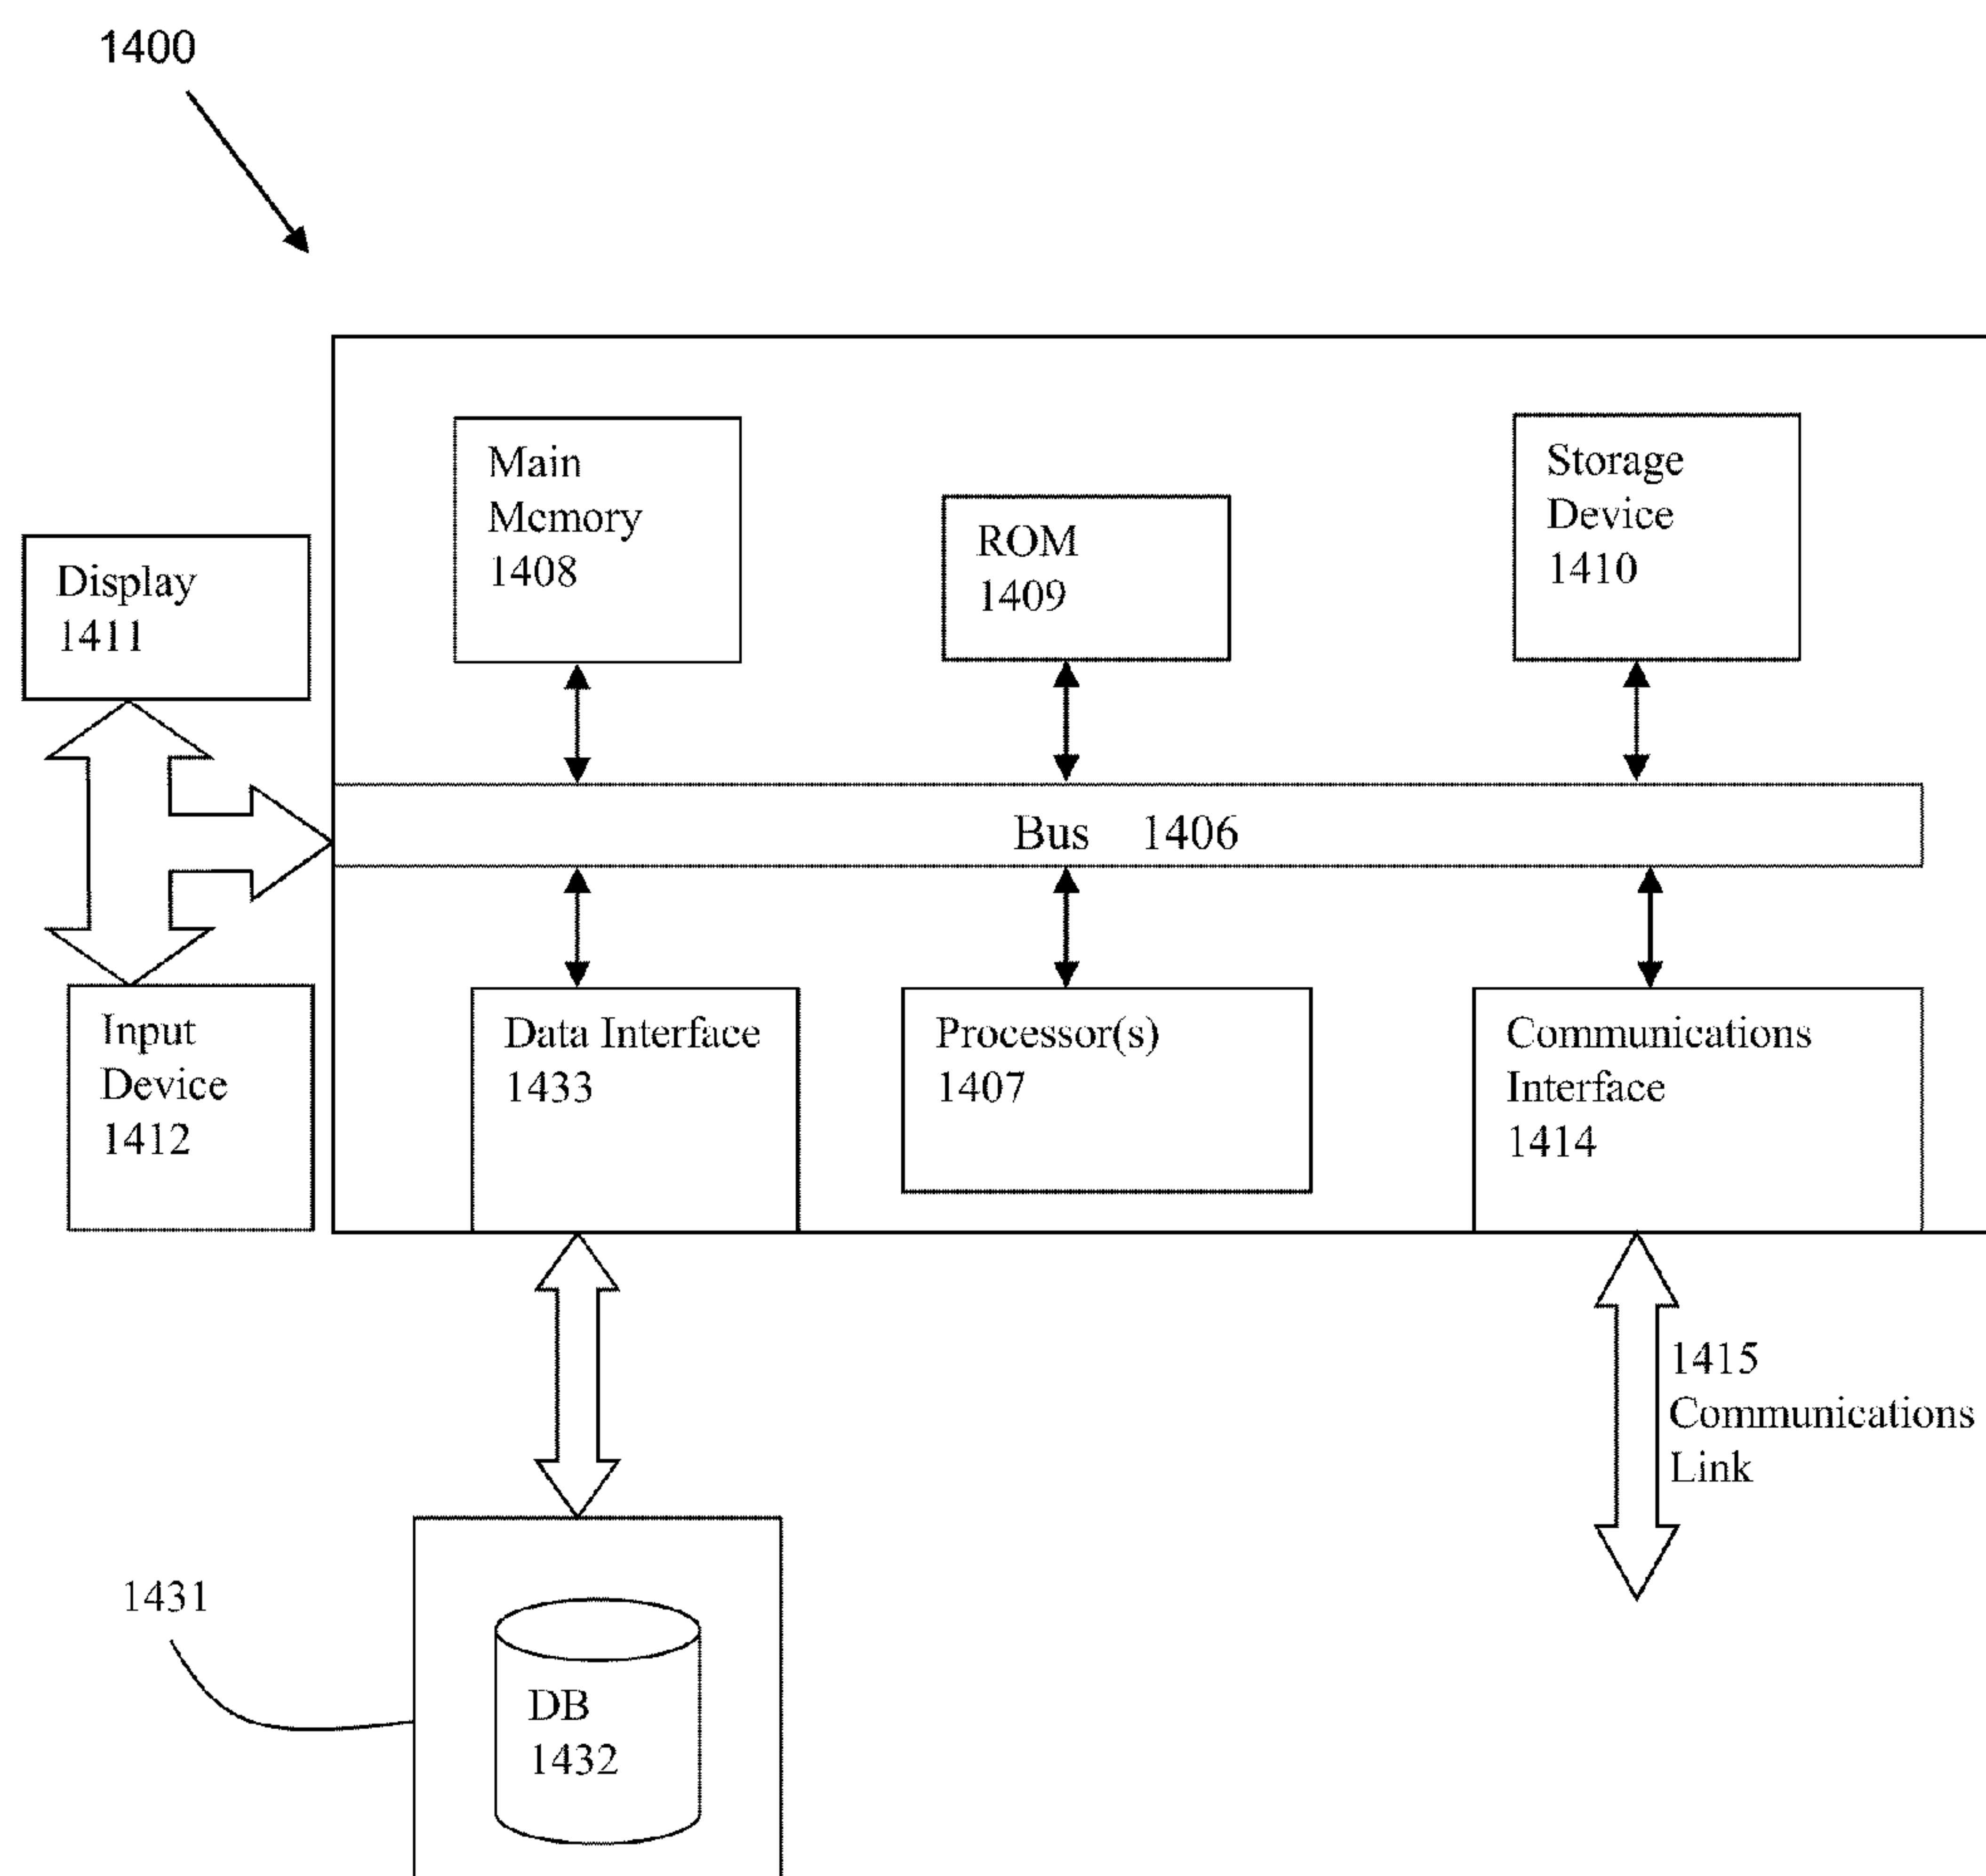 1400
Main
Memory
1408
ROM
1409
Storage
Device
1410
Display
1411
Bus 1406
Input
Device
1412
Data Interface
1433
Processor(s)
1407
Communications
Interface
1414
1415
Communications
Link
1431
DB
1432